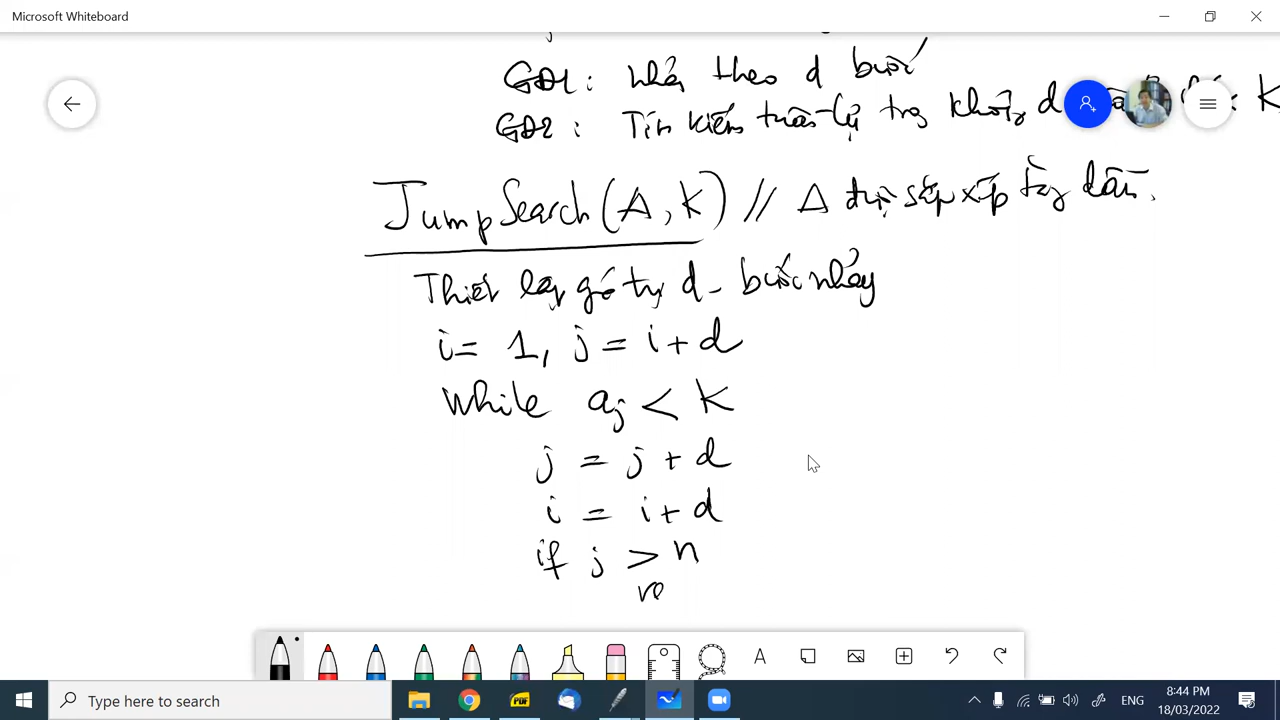 Microsoft Whiteboard
GĐ1: nhảy theo d bước
GĐ2: Tìm kiếm tuần tự trg khối d K
JumpSearch(A, K) // A được sắp xếp tăng dần.
Thiết lập giá trị d - bước nhảy
i = 1, j = i + d
While aj < K
j = j + d
i = i + d
if j > n
re
A
Type here to search
ENG
8:44 PM
18/03/2022